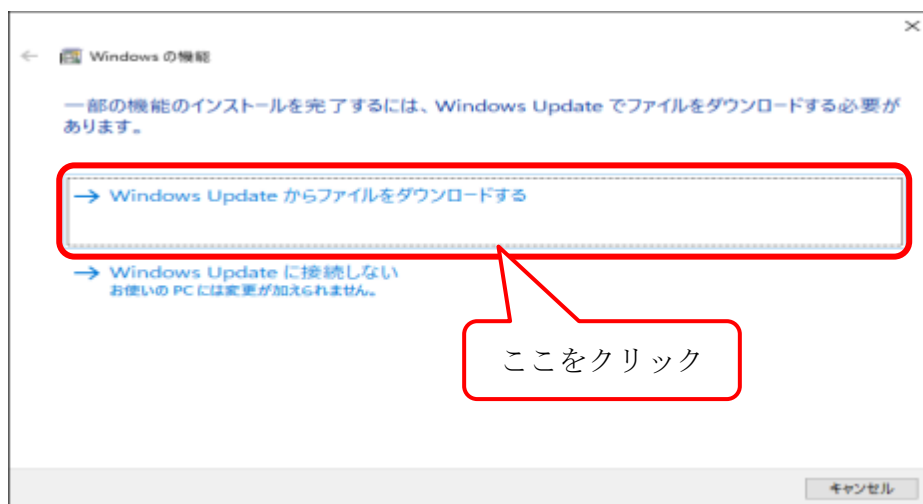 Windows の機能
一部の機能のインストールを完了するには、Windows Update でファイルをダウンロードする必要が
あります。
→ Windows Update からファイルをダウンロードする
→ Windows Update に接続しない
お使いの PC には変更が加えられません。
ここをクリック
キャンセル